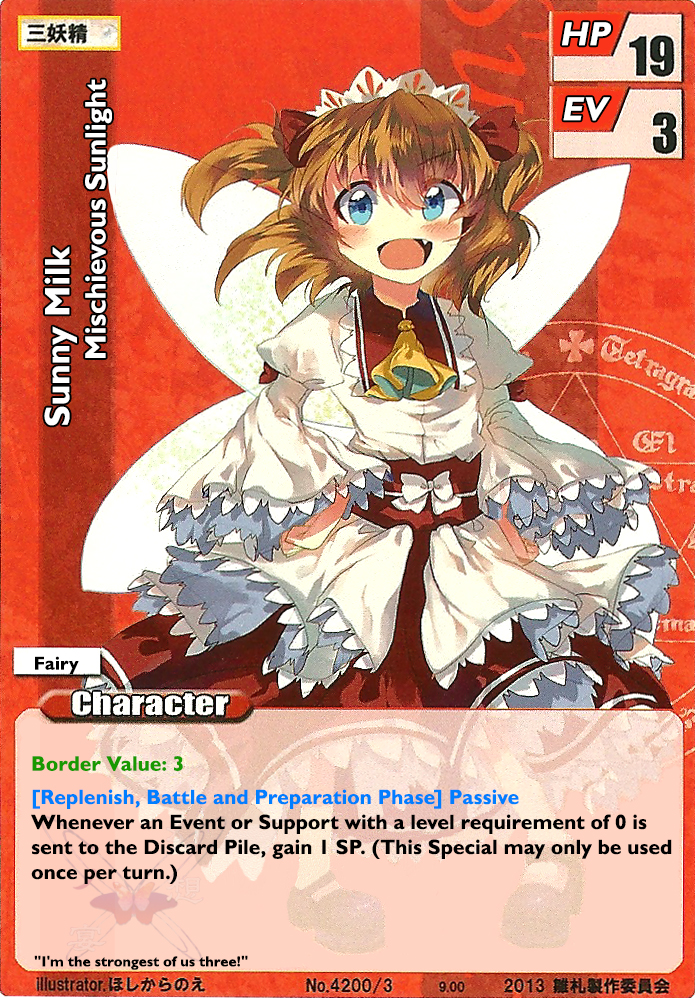 三妖精
HP 19
EV 3
Sunny Milk
Mischievous Sunlight
Tetragra
El
Fairy
Character
Border Value: 3
[Replenish, Battle and Preparation Phase] Passive
Whenever an Event or Support with a level requirement of 0 is
sent to the Discard Pile, gain 1 SP. (This Special may only be used
once per turn.)
"I'm the strongest of us three!"
illustrator.ほしからのえ
No.4200/3
9.00
2013 雛札製作委員会